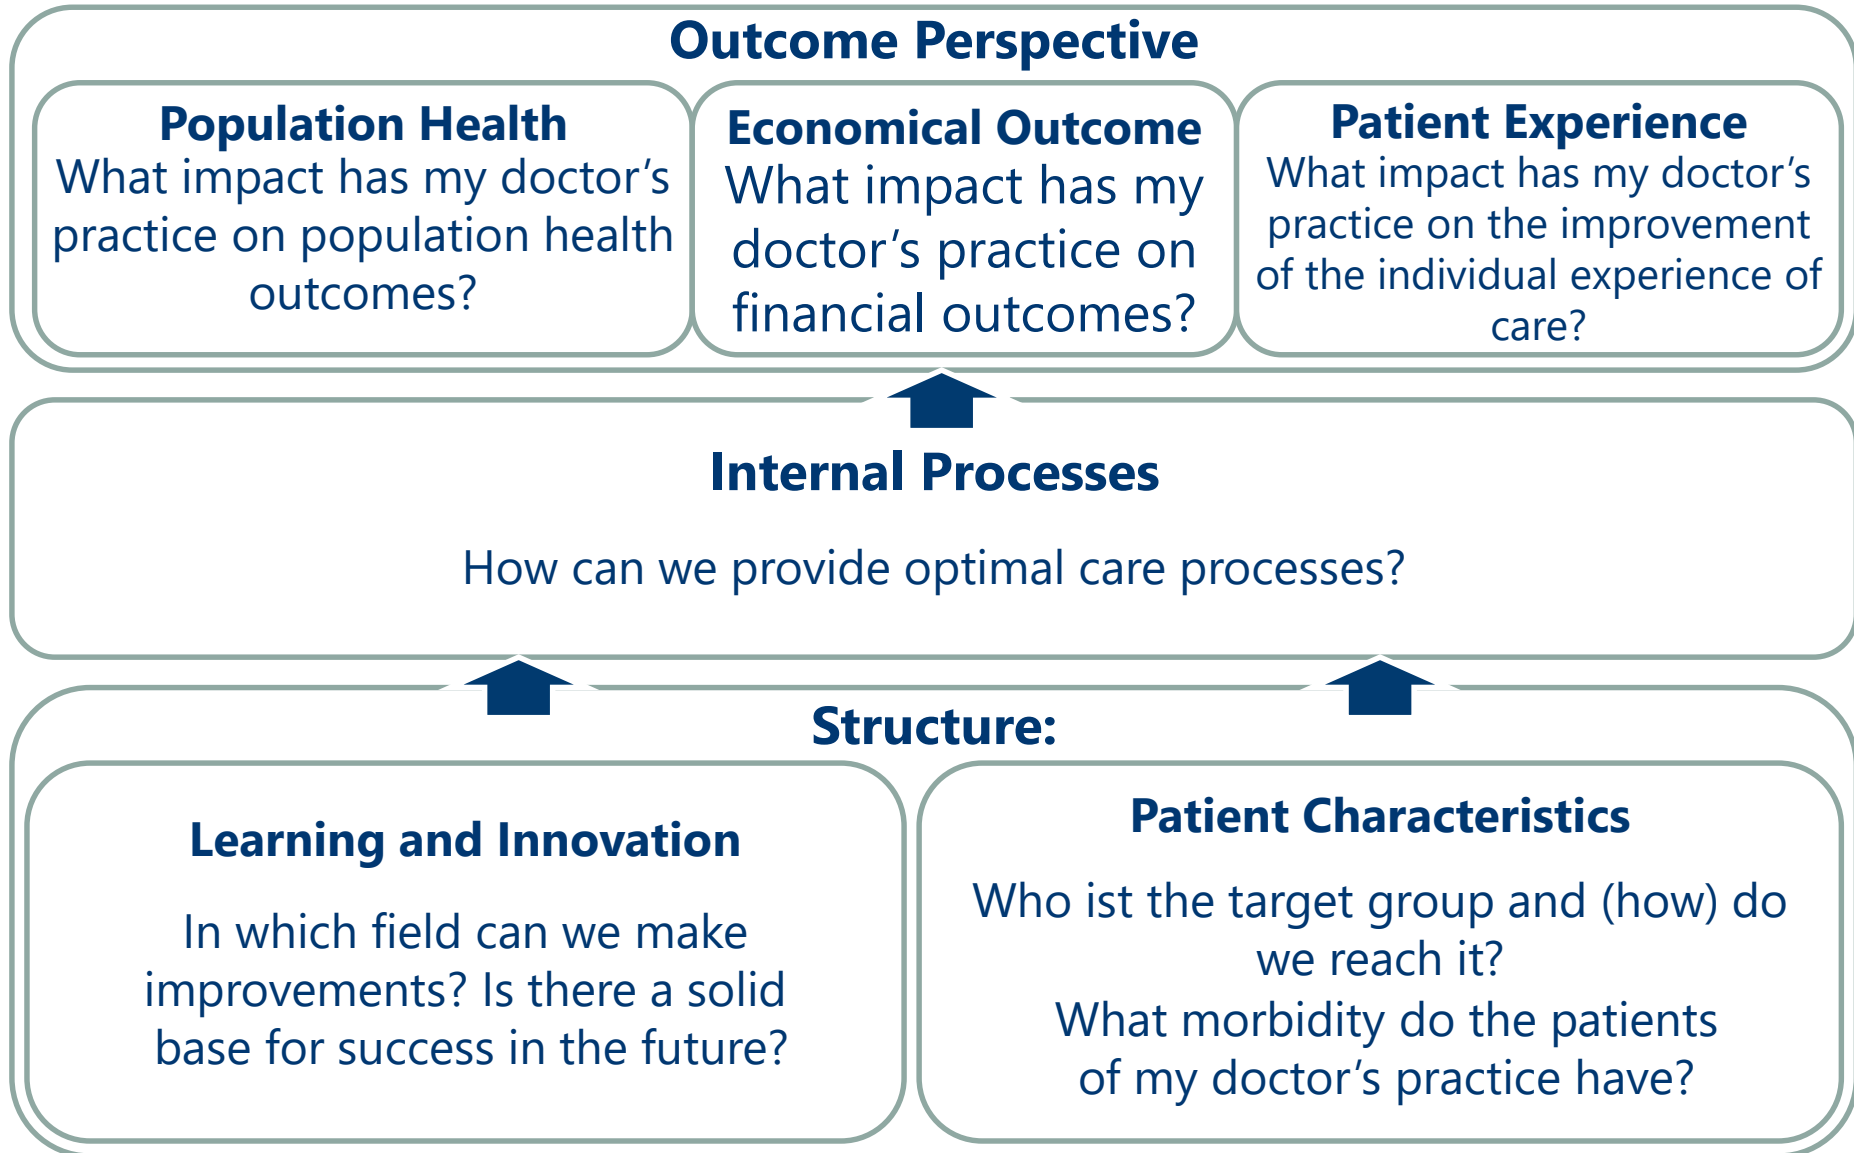 Outcome Perspective
Population Health
What impact has my doctor’s
practice on population health
outcomes?
Economical Outcome
What impact has my
doctor’s practice on
financial outcomes?
Patient Experience
What impact has my doctor’s
practice on the improvement
of the individual experience of
care?
Internal Processes
How can we provide optimal care processes?
Structure:
Learning and Innovation
In which field can we make
improvements? Is there a solid
base for success in the future?
Patient Characteristics
Who ist the target group and (how) do
we reach it?
What morbidity do the patients
of my doctor’s practice have?